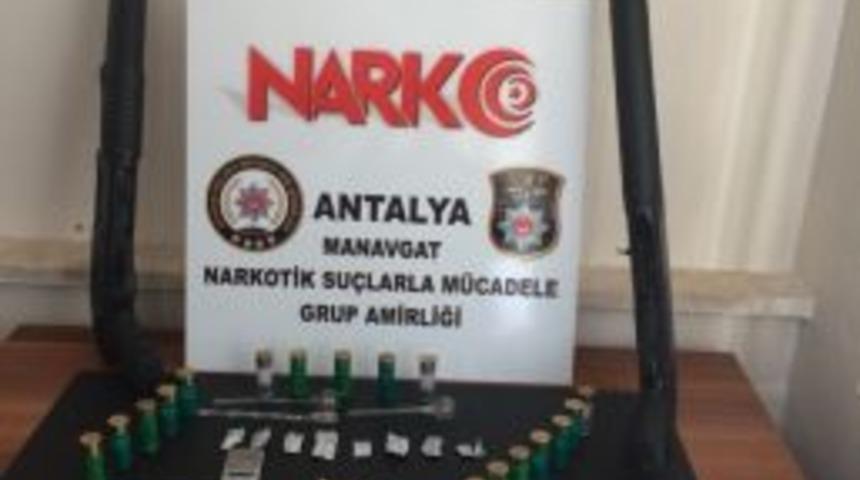 NARKO
ANTALYA
MANAVGAT
NARKOTİK SUÇLARLA MÜCADELE
GRUP AMİRLİĞİ